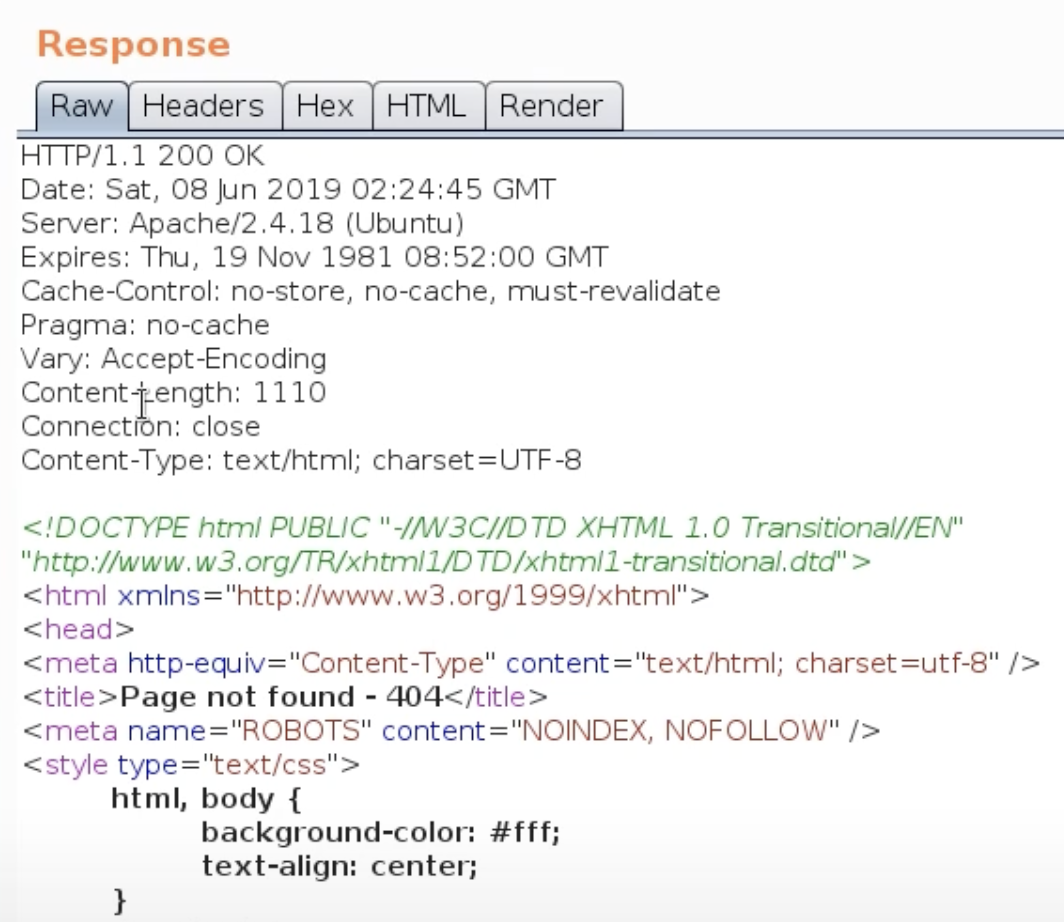 Response
Raw Headers Hex HTML Render
HTTP/1.1 200 OK
Date: Sat, 08 Jun 2019 02:24:45 GMT
Server: Apache/2.4.18 (Ubuntu)
Expires: Thu, 19 Nov 1981 08:52:00 GMT
Cache-Control: no-store, no-cache, must-revalidate
Pragma: no-cache
Vary: Accept-Encoding
Content-Length: 1110
Connection: close
Content-Type: text/html; charset=UTF-8
<!DOCTYPE html PUBLIC "-//W3C//DTD XHTML 1.0 Transitional//EN"
"http://www.w3.org/TR/xhtml1/DTD/xhtml1-transitional.dtd">
<html xmlns="http://www.w3.org/1999/xhtml">
<head>
<meta http-equiv="Content-Type" content="text/html; charset=utf-8" />
<title>Page not found - 404</title>
<meta name="ROBOTS" content="NOINDEX, NOFOLLOW" />
<style type="text/css">
html, body {
background-color: #fff;
text-align: center;
}